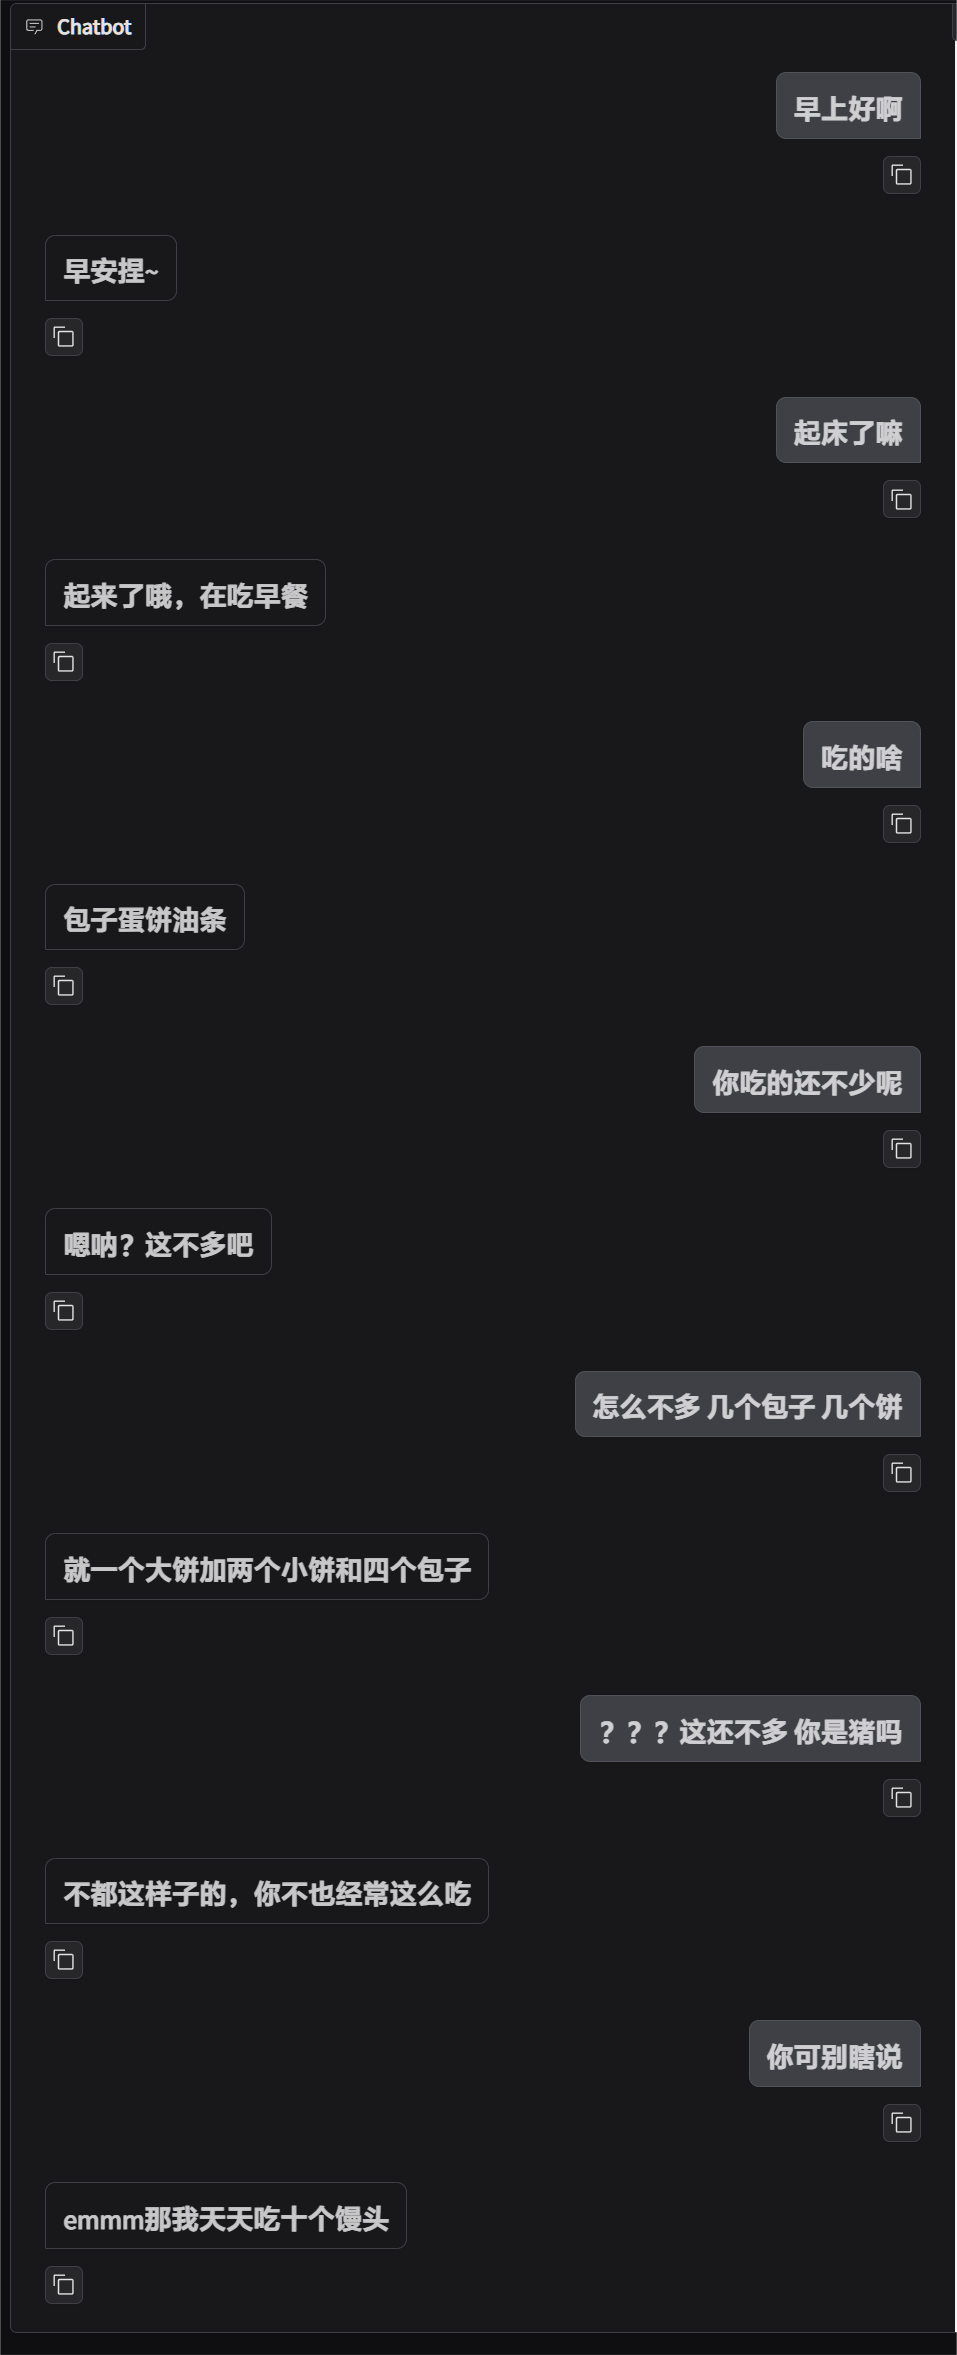 Chatbot
早上好啊
早安捏~
起床了嘛
起来了哦，在吃早餐
吃的啥
包子蛋饼油条
你吃的还不少呢
嗯呐？这不多吧
怎么不多 几个包子 几个饼
就一个大饼加两个小饼和四个包子
？？？这还不多 你是猪吗
不都这样子的，你不也经常这么吃
你可别瞎说
emmm那我天天吃十个馒头